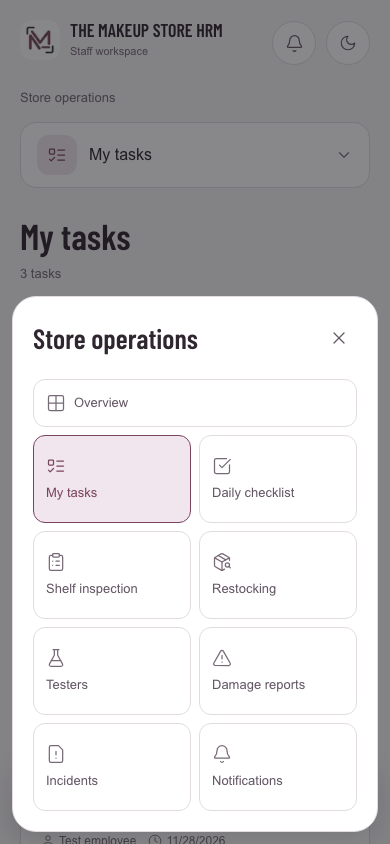 THE MAKEUP STORE HRM
Staff workspace
Store operations
My tasks
My tasks
3 tasks
Store operations
Overview
My tasks
Daily checklist
Shelf inspection
Restocking
Testers
Damage reports
Incidents
Notifications
Test employee 11/28/2026